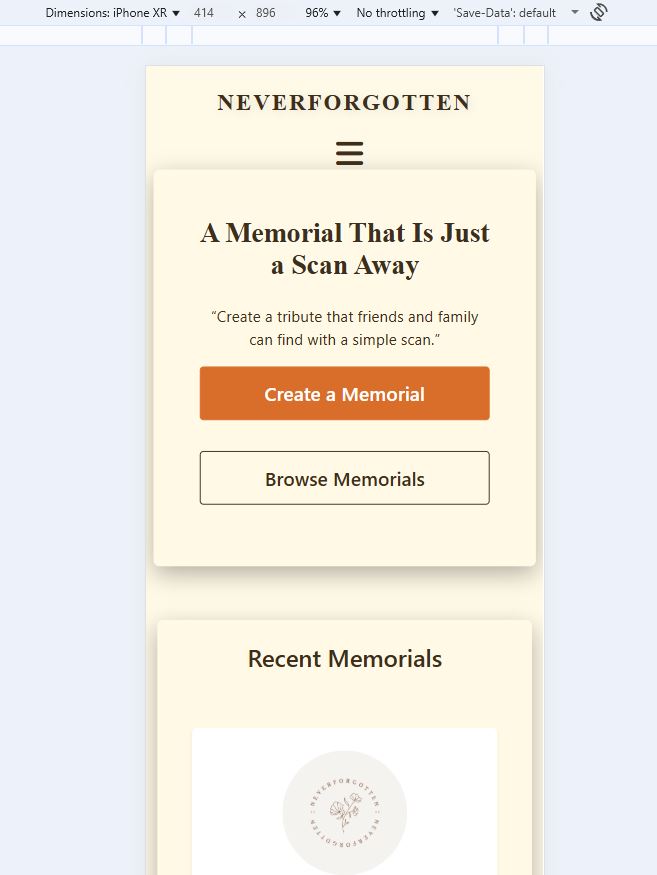 Dimensions: iPhone XR 414 × 896 96% No throttling 'Save-Data': default
NEVERFORGOTTEN
A Memorial That Is Just
a Scan Away
“Create a tribute that friends and family
can find with a simple scan.”
Create a Memorial
Browse Memorials
Recent Memorials
NEVERFORGOTTEN
NEVERFORGOTTEN